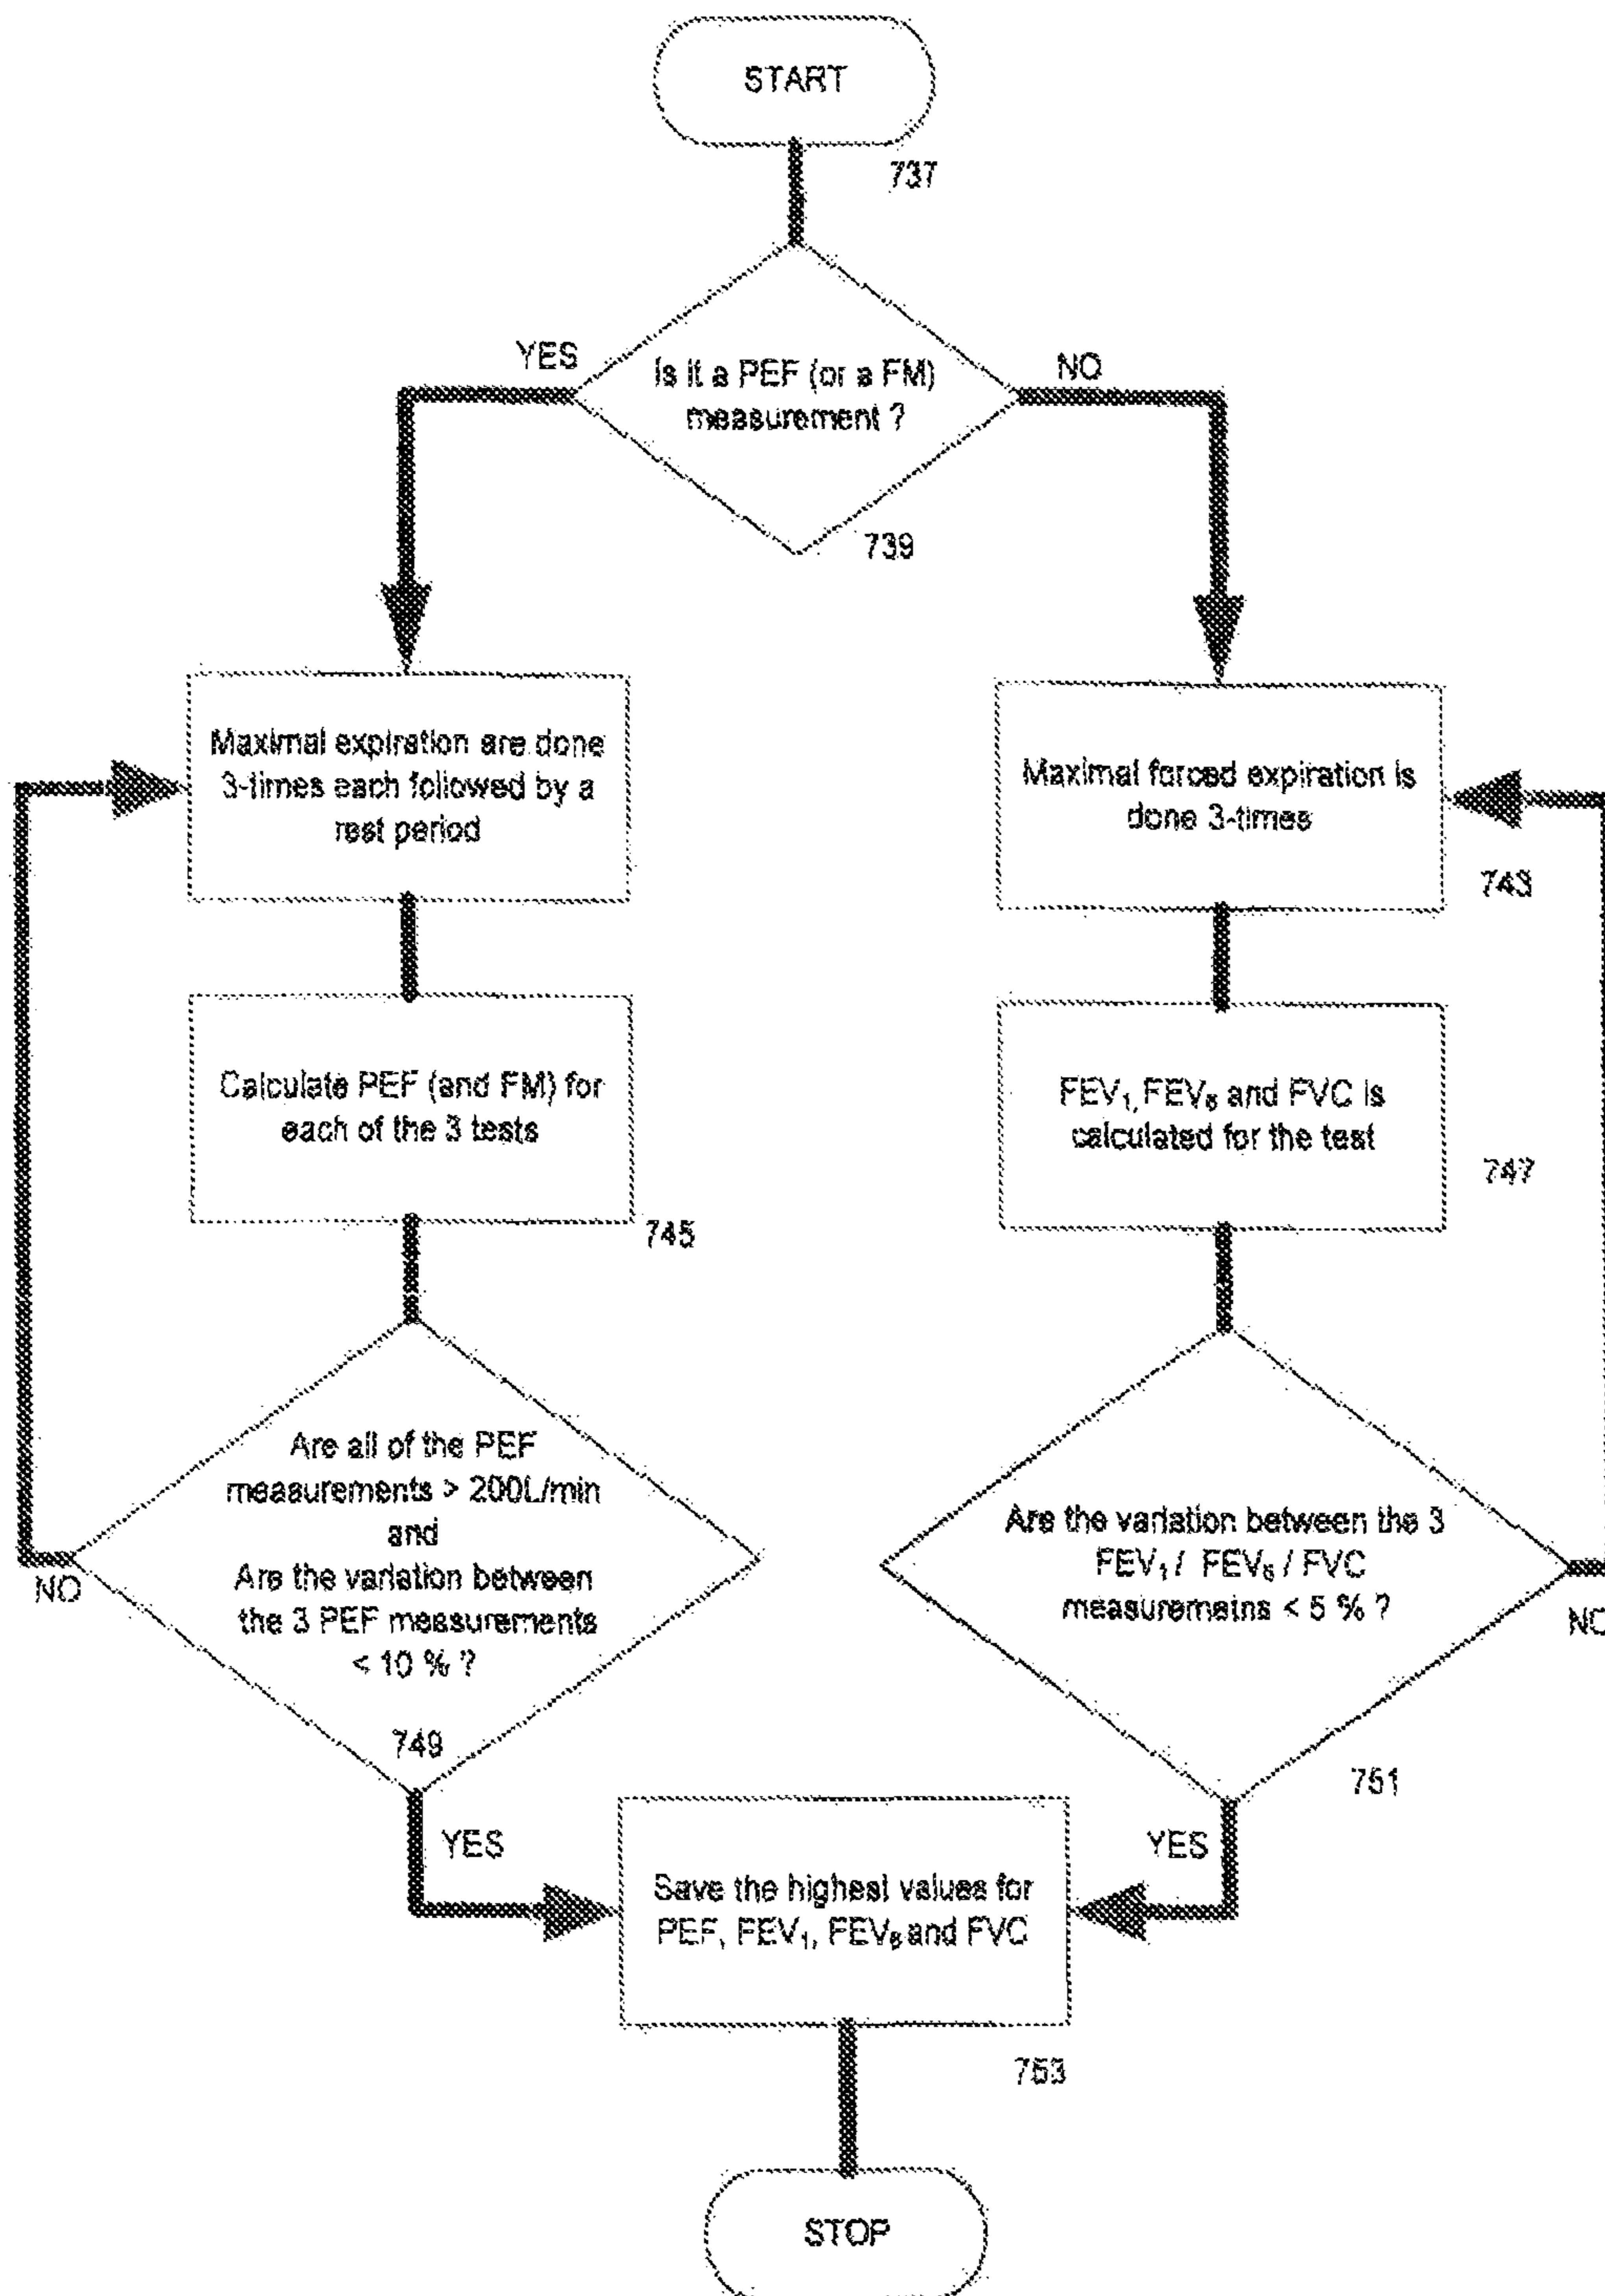 START
737
Is it a PEF (or a FM)
measurement ?
YES
NO
739
Maximal expiration are done
3-times each followed by a
rest period
Maximal forced expiration is
done 3-times
743
Calculate PEF (and FM) for
each of the 3 tests
745
FEV₁, FEV₆ and FVC is
calculated for the test
747
Are all of the PEF
measurements > 200L/min
and
Are the variation between
the 3 PEF measurements
< 10 % ?
NO
749
Are the variation between the 3
FEV₁ / FEV₆ / FVC
measuremetns < 5 % ?
NO
751
YES
YES
Save the highest values for
PEF, FEV₁, FEV₆ and FVC
753
STOP